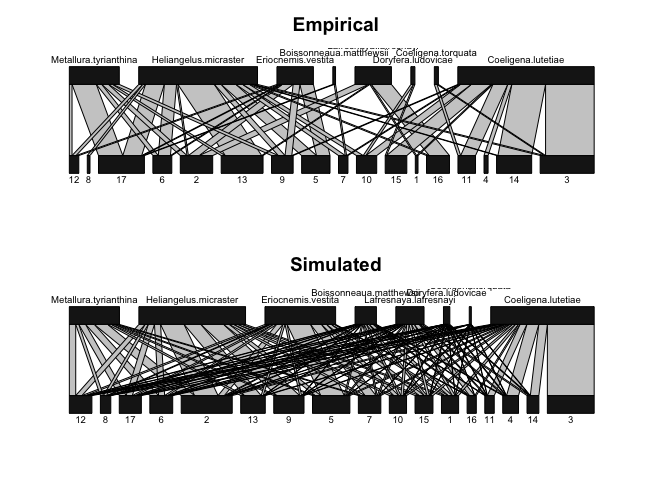 Empirical
Boissonneaua.matthewsii Coeligena.torquata
Metallura.tyrianthina Heliangelus.micraster Eriocnemis.vestita Doryfera.ludovicae Coeligena.lutetiae
12 8 17 6 2 13 9 5 7 10 15 1 16 11 4 14 3
Simulated
Boissonneaua.matthewsii Doryfera.ludovicae
Metallura.tyrianthina Heliangelus.micraster Eriocnemis.vestita Lafresnaya.lafresnayi Coeligena.lutetiae
12 8 17 6 2 13 9 5 7 10 15 1 16 11 4 14 3